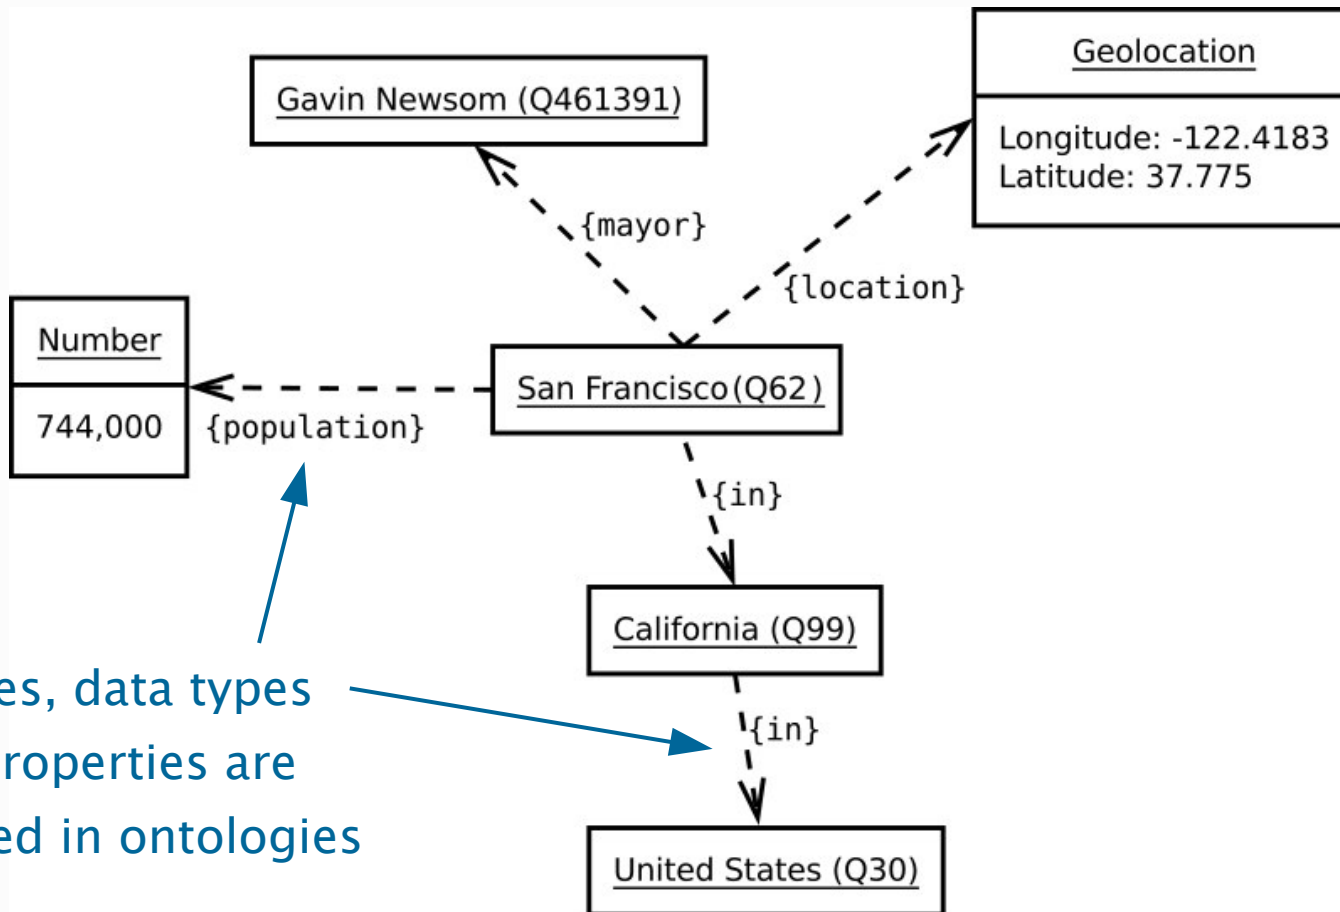 Geolocation
Gavin Newsom (Q461391)
Longitude: -122.4183
Latitude: 37.775
{mayor}
{location}
Number
San Francisco(Q62)
744,000
{population}
{in}
California (Q99)
es, data types
{in}
roperties are
ed in ontologies
United States (Q30)